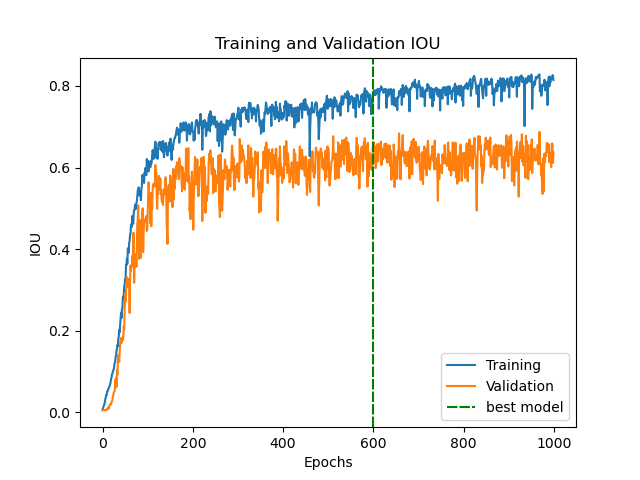 Training and Validation IOU
IOU
0.8
0.6
0.4
0.2
0.0
0 200 400 600 800 1000
Epochs
Training
Validation
best model